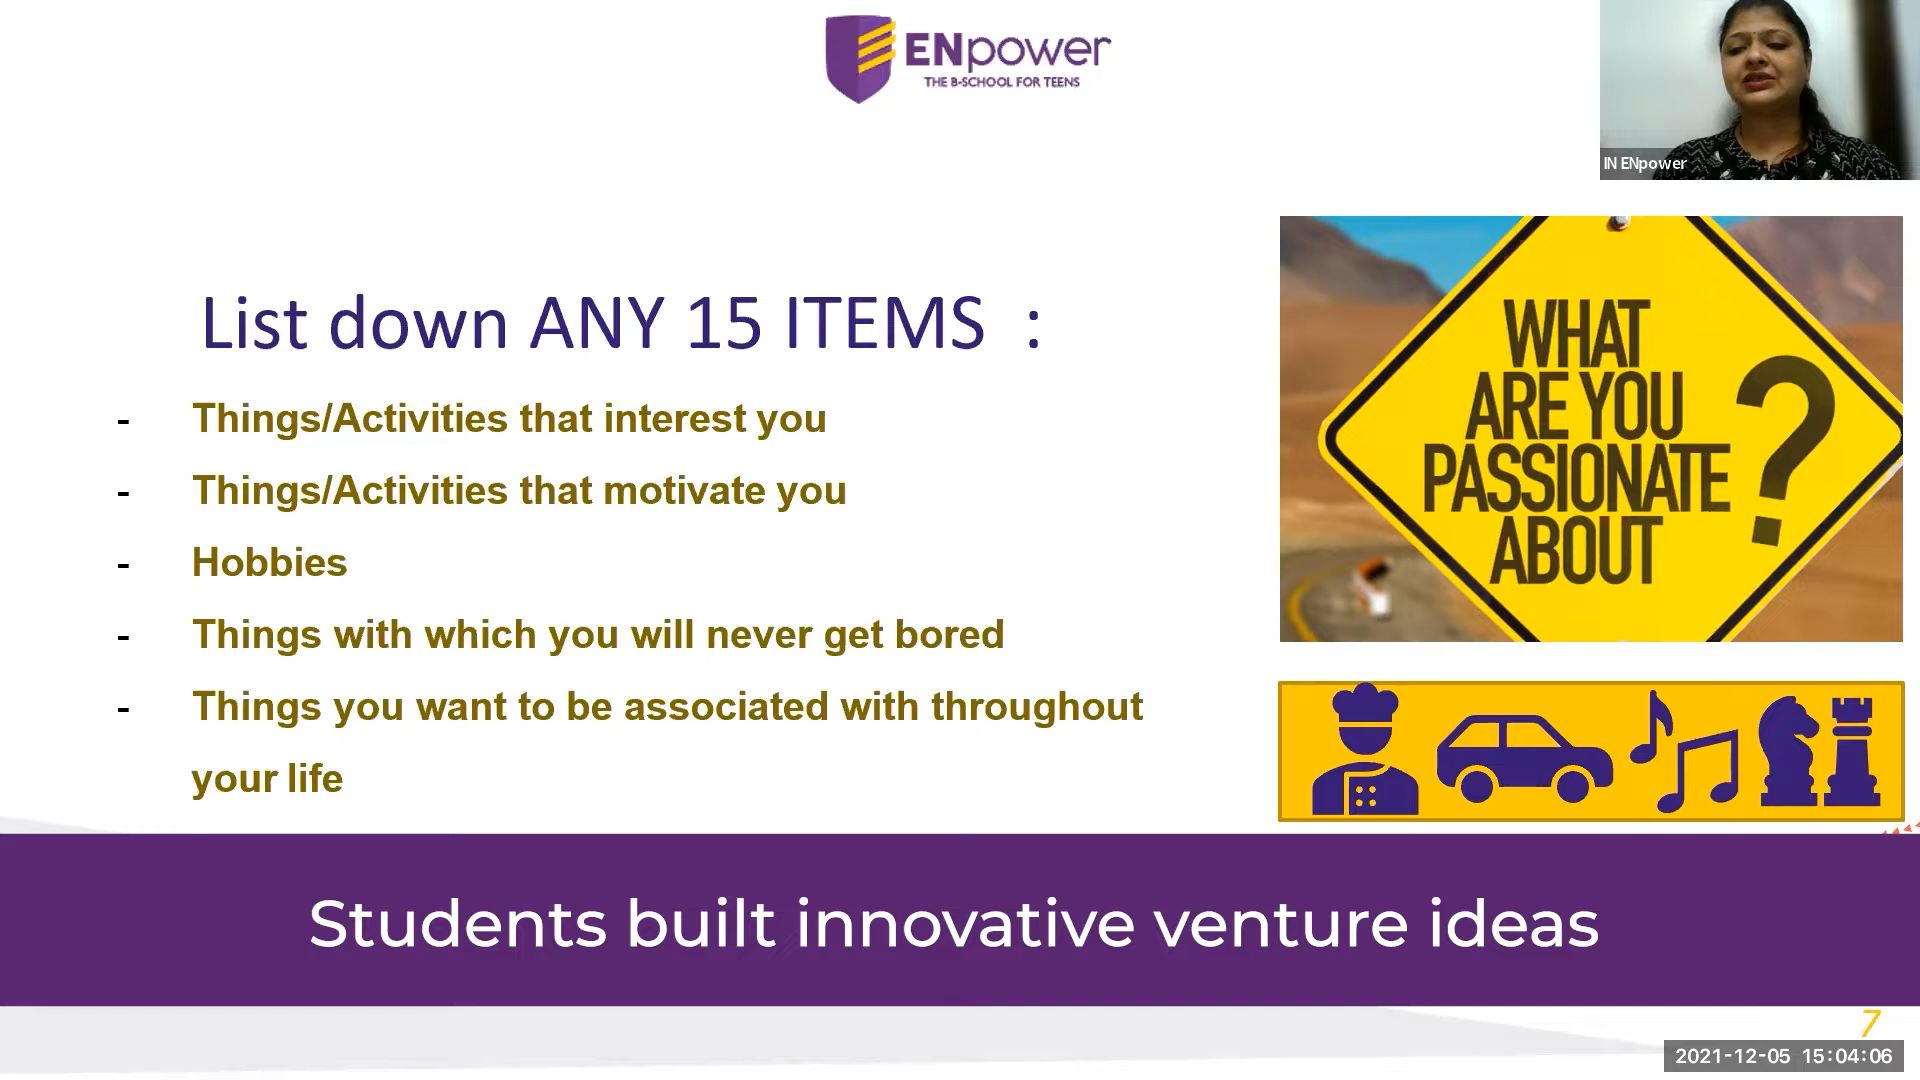 ENpower
THE B-SCHOOL FOR TEENS
IN ENpower
List down ANY 15 ITEMS :
- Things/Activities that interest you
- Things/Activities that motivate you
- Hobbies
- Things with which you will never get bored
- Things you want to be associated with throughout
your life
WHAT
ARE YOU
PASSIONATE
ABOUT
?
Students built innovative venture ideas
7
2021-12-05 15:04:06